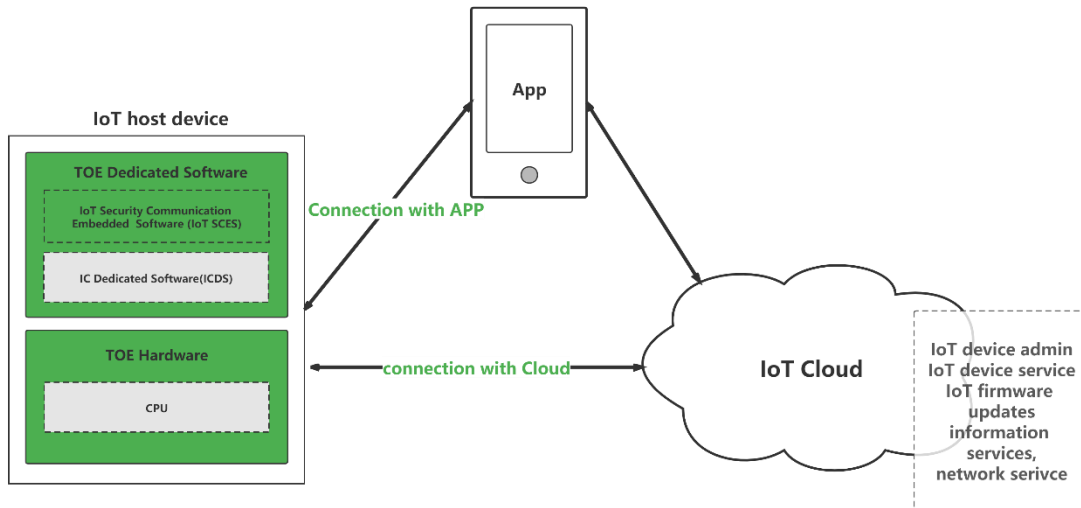 App
IoT host device
TOE Dedicated Software
IoT Security Communication
Embedded Software (IoT SCES)
IC Dedicated Software(ICDS)
TOE Hardware
CPU
Connection with APP
connection with Cloud
IoT Cloud
IoT device admin
IoT device service
IoT firmware
updates
information
services,
network serivce